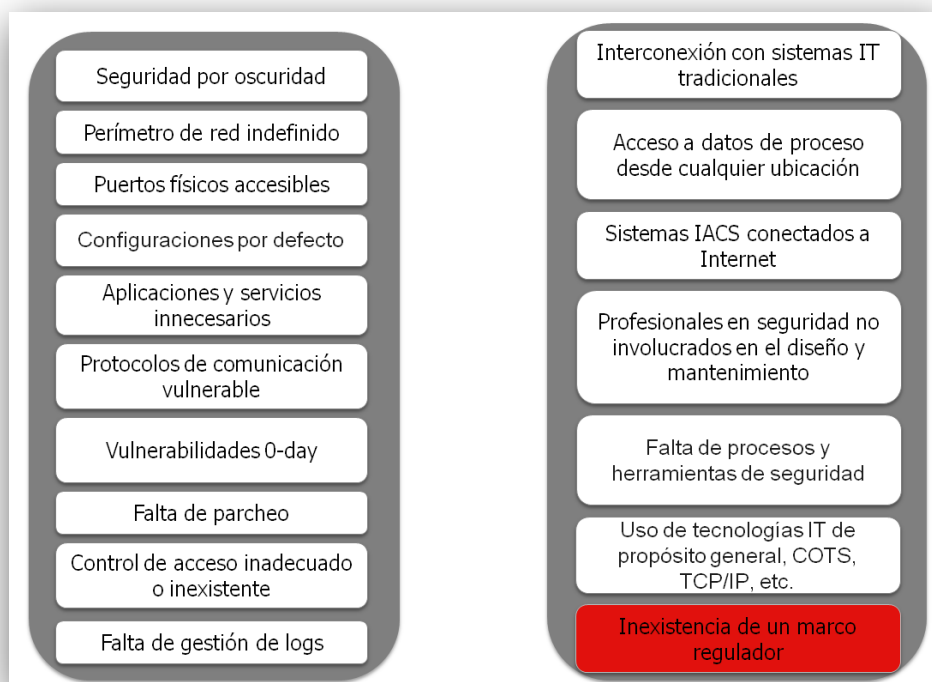 Seguridad por oscuridad
Perímetro de red indefinido
Puertos físicos accesibles
Configuraciones por defecto
Aplicaciones y servicios
innecesarios
Protocolos de comunicación
vulnerable
Vulnerabilidades 0-day
Falta de parcheo
Control de acceso inadecuado
o inexistente
Falta de gestión de logs
Interconexión con sistemas IT
tradicionales
Acceso a datos de proceso
desde cualquier ubicación
Sistemas IACS conectados a
Internet
Profesionales en seguridad no
involucrados en el diseño y
mantenimiento
Falta de procesos y
herramientas de seguridad
Uso de tecnologías IT de
propósito general, COTS,
TCP/IP, etc.
Inexistencia de un marco
regulador